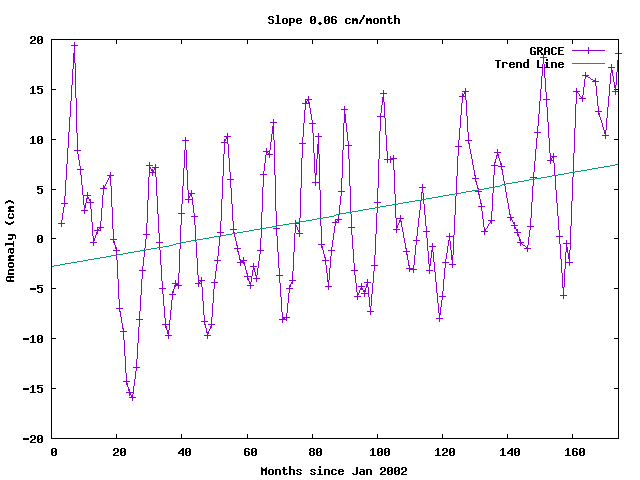 Slope 0.06 cm/month
GRACE
Trend Line
20
15
10
5
0
-5
-10
-15
-20
Anomaly (cm)
0 20 40 60 80 100 120 140 160
Months since Jan 2002